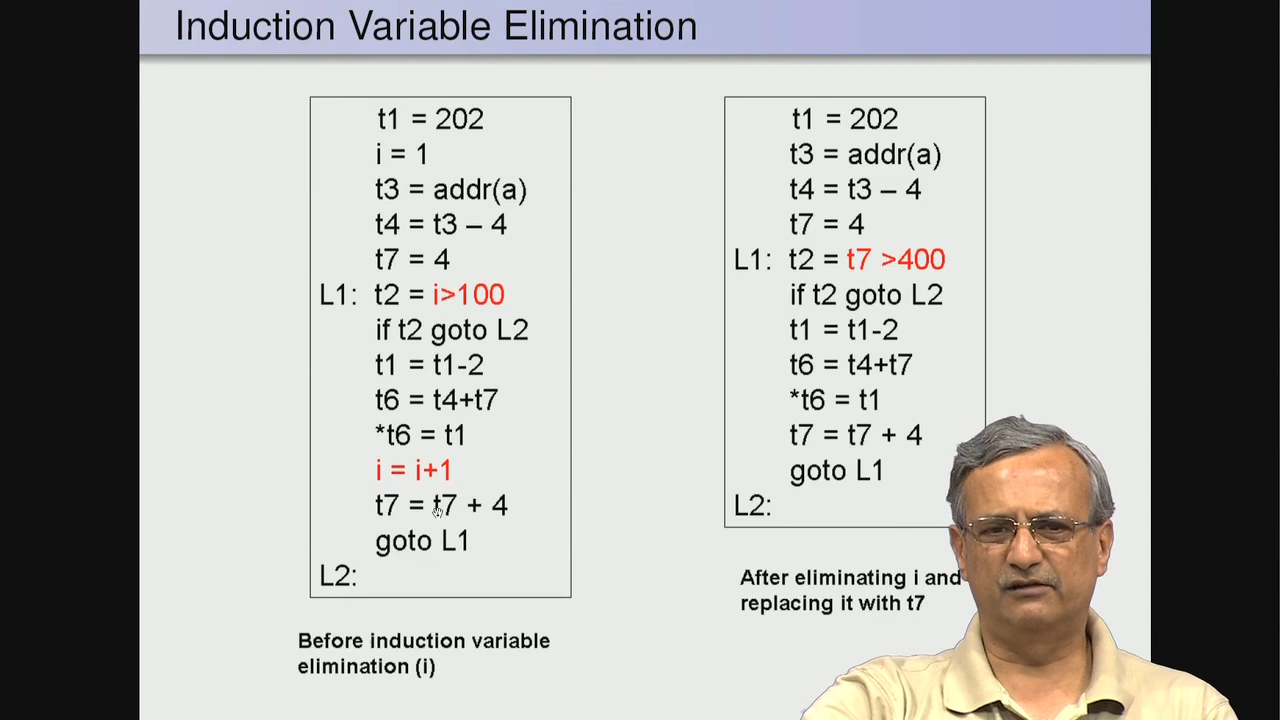 Induction Variable Elimination
t1 = 202
i = 1
t3 = addr(a)
t4 = t3 – 4
t7 = 4
L1: t2 = i>100
if t2 goto L2
t1 = t1-2
t6 = t4+t7
*t6 = t1
i = i+1
t7 = t7 + 4
goto L1
L2:
Before induction variable
elimination (i)
t1 = 202
t3 = addr(a)
t4 = t3 – 4
t7 = 4
L1: t2 = t7 >400
if t2 goto L2
t1 = t1-2
t6 = t4+t7
*t6 = t1
t7 = t7 + 4
goto L1
L2:
After eliminating i and
replacing it with t7